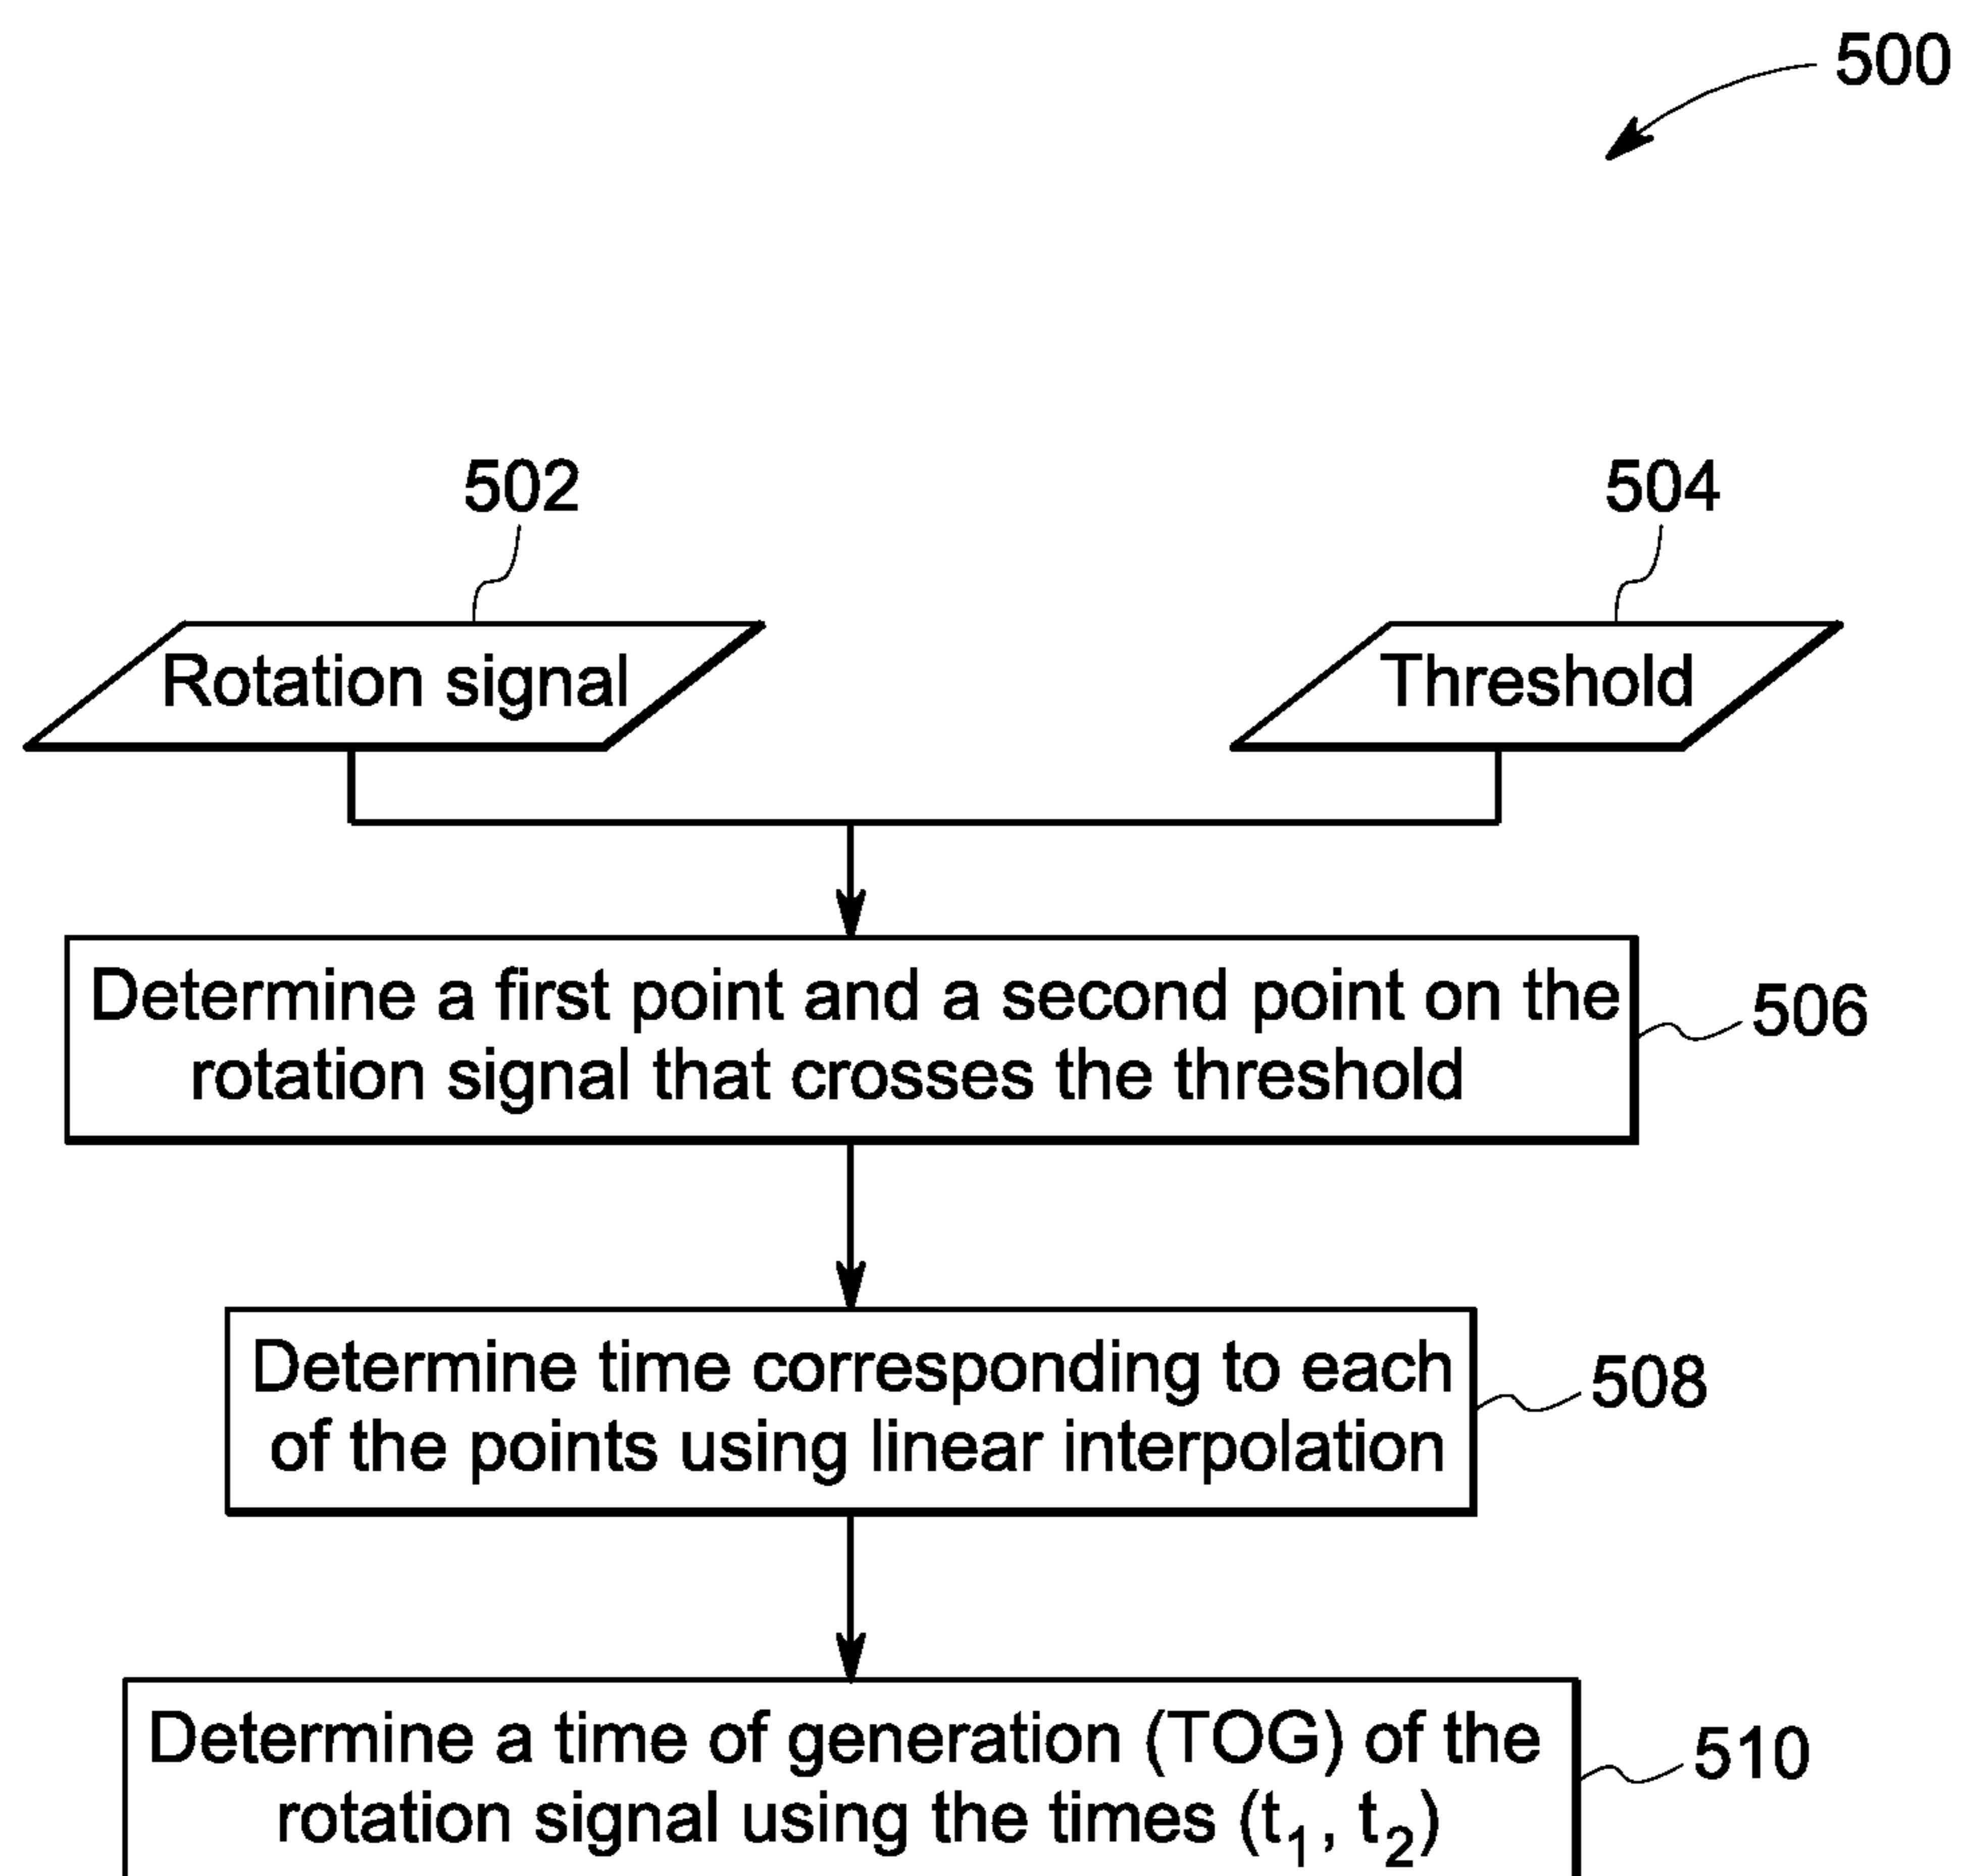 500
502
504
Rotation signal
Threshold
Determine a first point and a second point on the
rotation signal that crosses the threshold
506
Determine time corresponding to each
of the points using linear interpolation
508
Determine a time of generation (TOG) of the
rotation signal using the times (t₁, t₂)
510